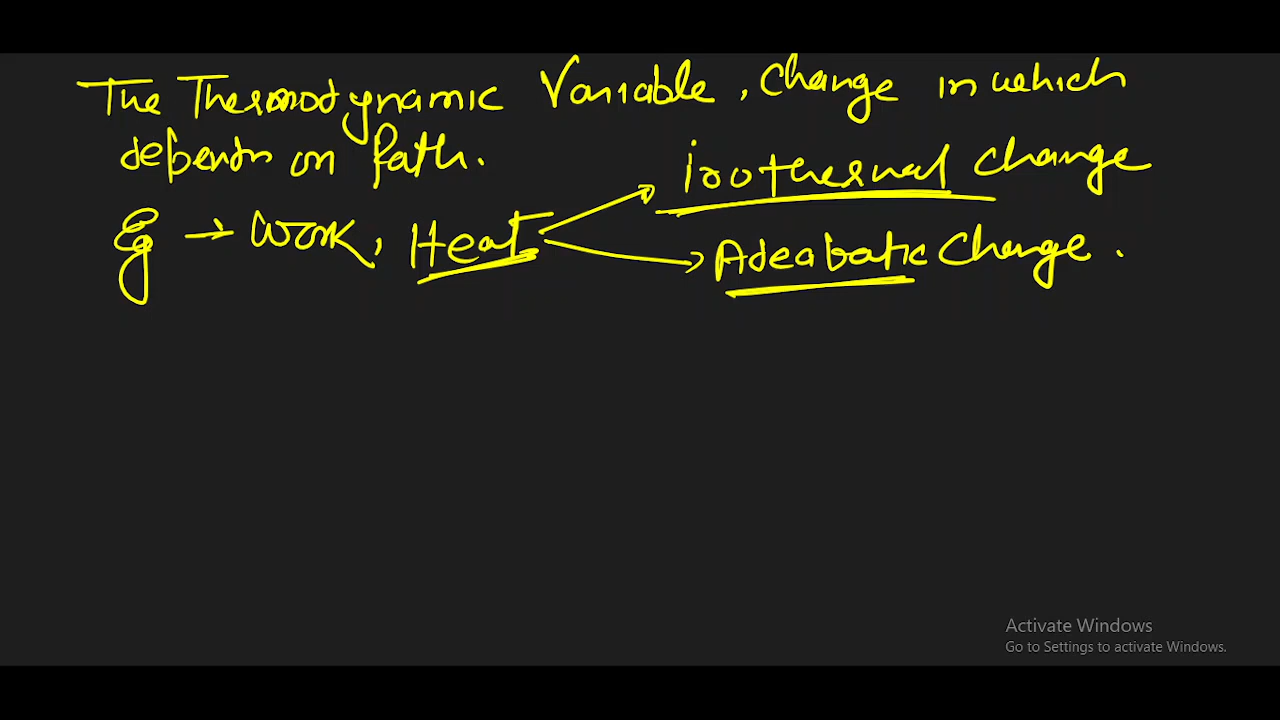 The Thermodynamic Variable, Change in which
depends on Path.
Eg → Work, Heat
isothermal change
Adeabatic Change.
Activate Windows
Go to Settings to activate Windows.